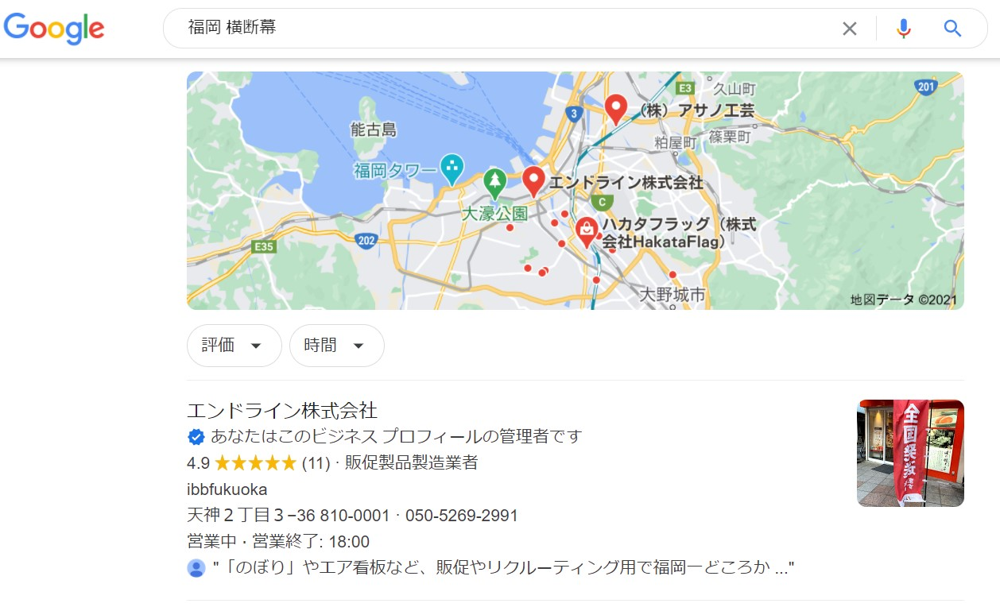 Google
福岡 横断幕
E3
久山町
201
3
(株) アサノ工芸
能古島
粕屋町
篠栗町
福岡タワー
エンドライン株式会社
C
大濠公園
ハカタフラッグ (株式
会社HakataFlag)
202
E35
大野城市
地図データ ©2021
評価
時間
エンドライン株式会社
あなたはこのビジネス プロフィールの管理者です
4.9 ★★★★★ (11) · 販促製品製造業者
ibbfukuoka
天神２丁目３−36 810-0001 · 050-5269-2991
営業中 · 営業終了: 18:00
"「のぼり」やエア看板など、販促やリクルーティング用で福岡一どころか ..."
全国発送